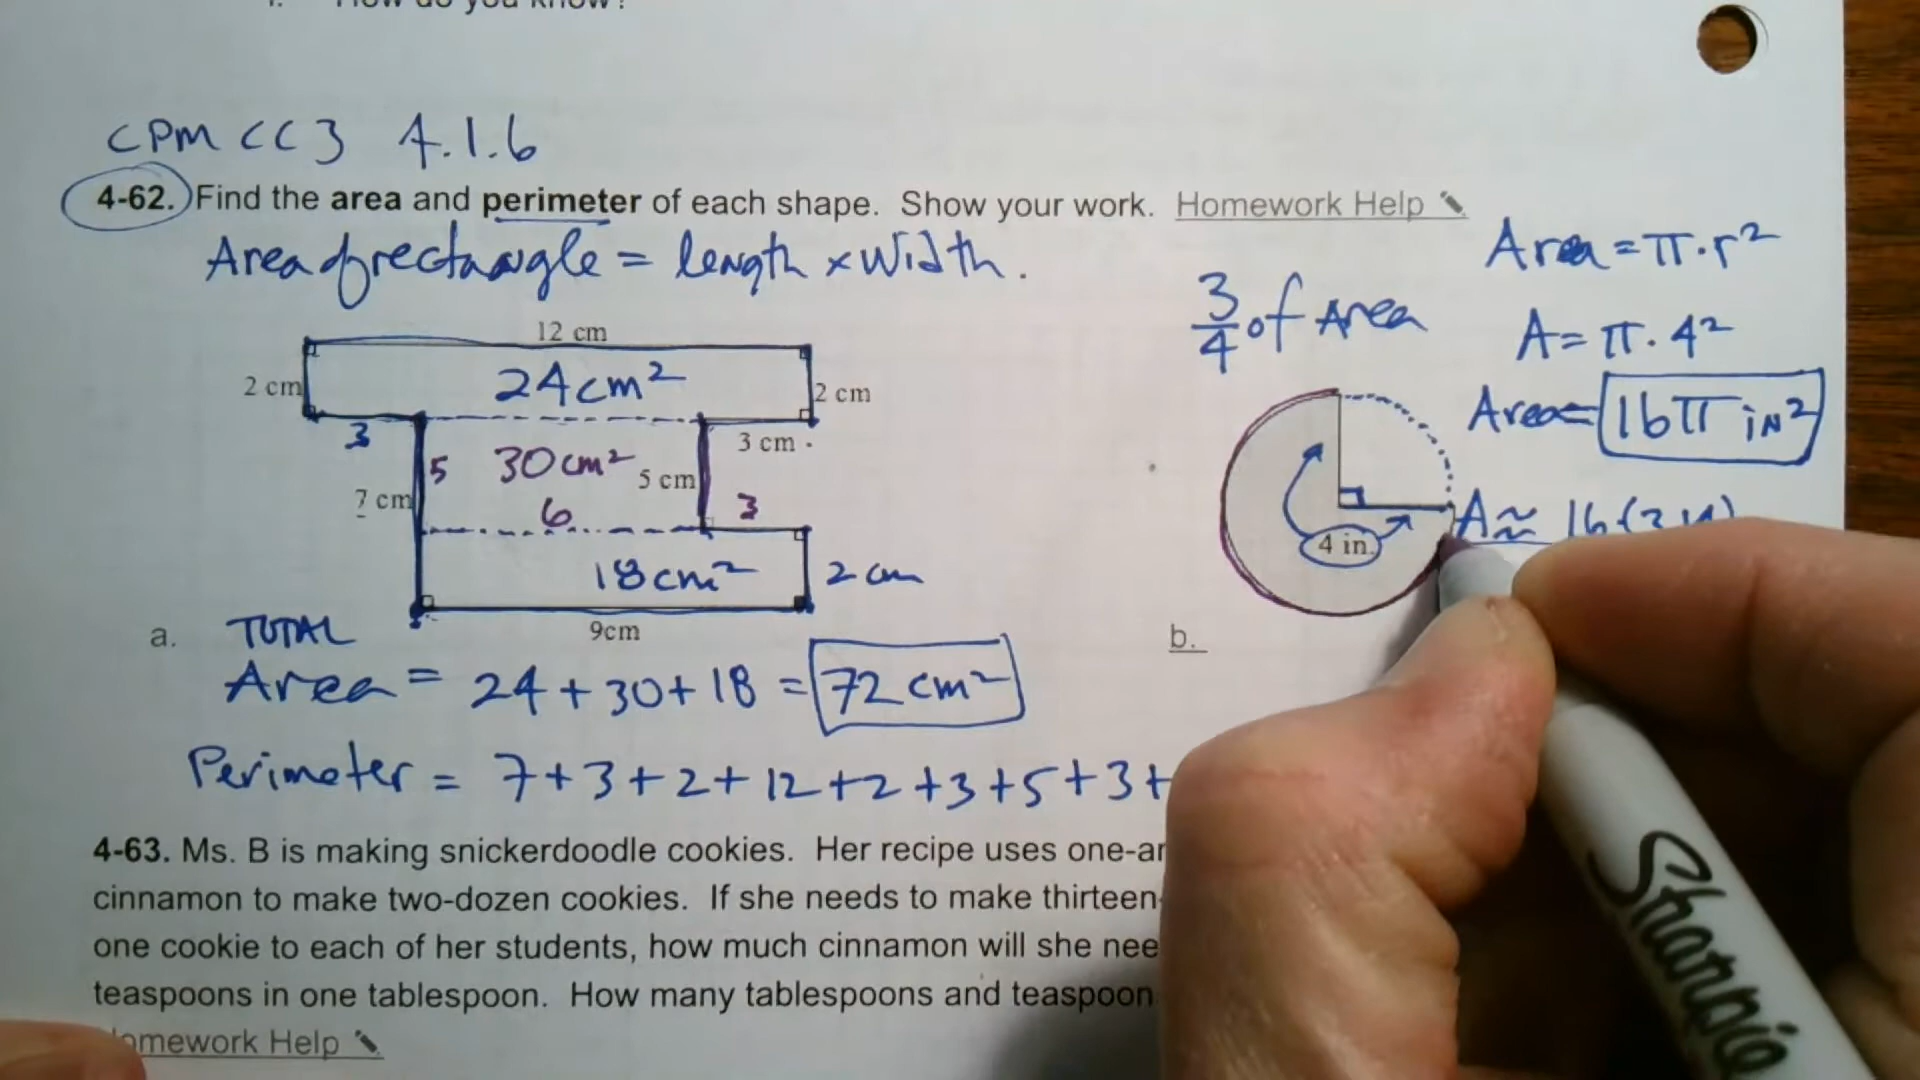 CPM CC3 4.1.6
4-62. Find the area and perimeter of each shape. Show your work. Homework Help
Area of rectangle = length x width.
12 cm
2 cm
24 cm²
2 cm
3
3 cm
5
30 cm²
5 cm
7 cm
6
3
18 cm²
2 cm
9cm
a.
TOTAL
Area = 24 + 30 + 18 = 72 cm²
Perimeter = 7+3+2+12+2+3+5+3+
3/4 of Area
Area = π·r²
A = π·4²
Area = 16π in²
A ≈ 16
4 in.
b.
4-63. Ms. B is making snickerdoodle cookies. Her recipe uses
cinnamon to make two-dozen cookies. If she needs to make thirteen-
one cookie to each of her students, how much cinnamon will she
teaspoons in one tablespoon. How many tablespoons and teaspoon
Help
Sharpie